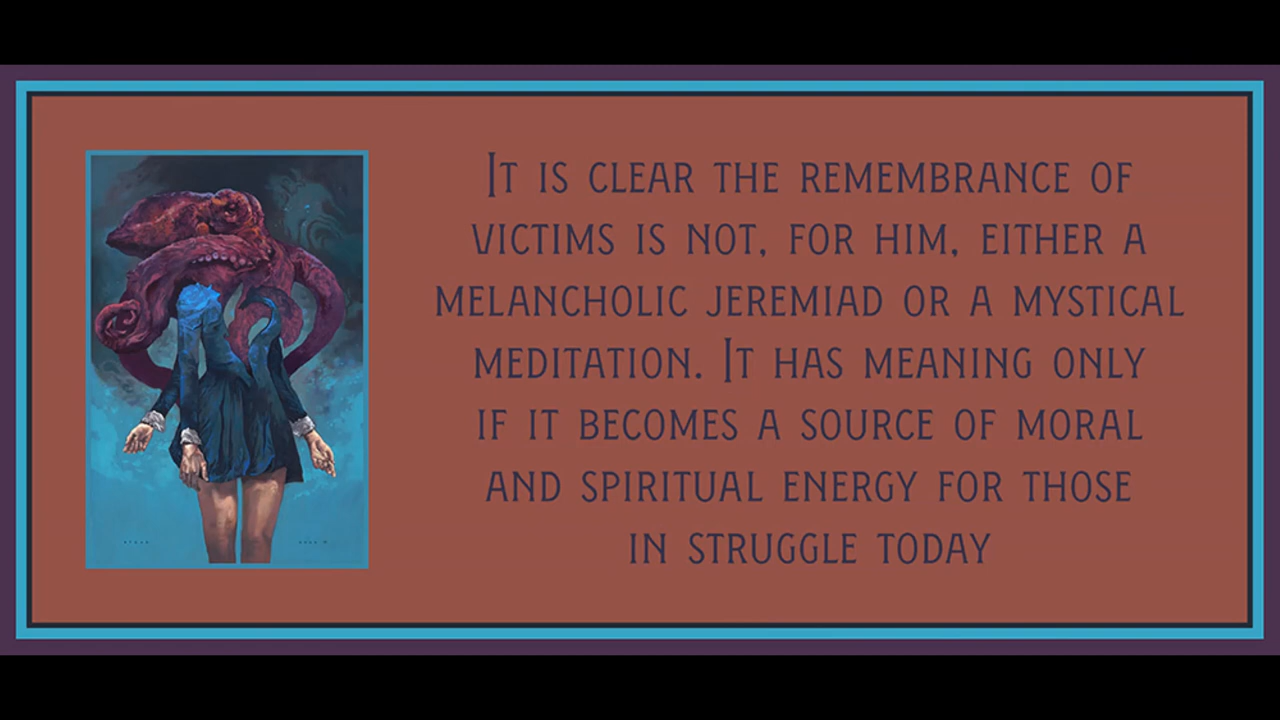 It is clear the remembrance of
victims is not, for him, either a
melancholic jeremiad or a mystical
meditation. It has meaning only
if it becomes a source of moral
and spiritual energy for those
in struggle today